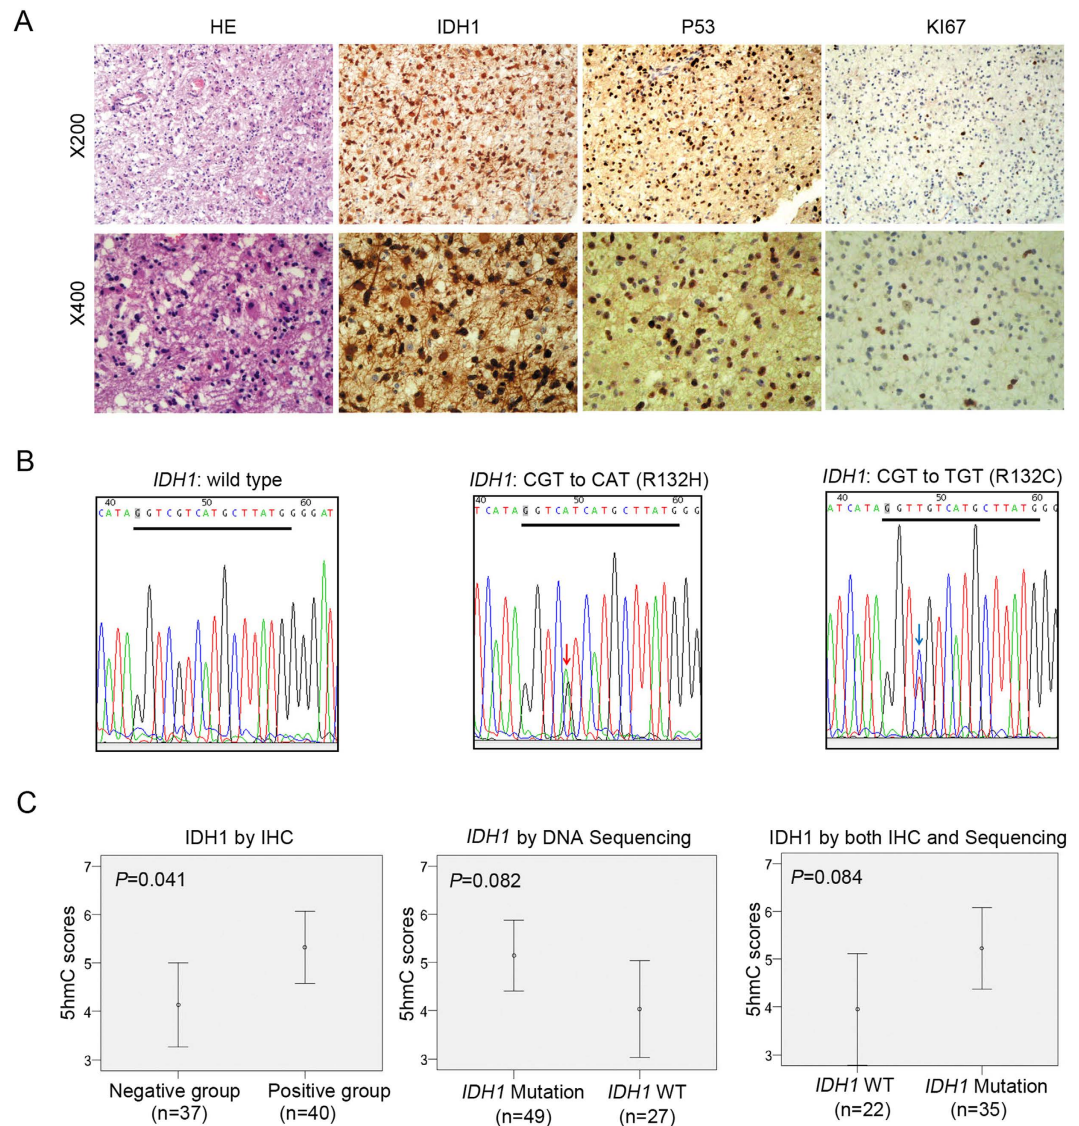 A
HE IDH1 P53 KI67
X200
X400
B
IDH1: wild type IDH1: CGT to CAT (R132H) IDH1: CGT to TGT (R132C)
40 50 60 40 50 60 40 50 60
CATAGGTCGTCATGCTTATGGGGAT TCATAGGTCATCATGCTTATGGG ATCATAGGTTGTCATGCTTATGGG
C
IDH1 by IHC IDH1 by DNA Sequencing IDH1 by both IHC and Sequencing
P=0.041 P=0.082 P=0.084
5hmC scores 5hmC scores 5hmC scores
7 7 7
6 6 6
5 5 5
4 4 4
3 3 3
Negative group Positive group IDH1 Mutation IDH1 WT IDH1 WT IDH1 Mutation
(n=37) (n=40) (n=49) (n=27) (n=22) (n=35)